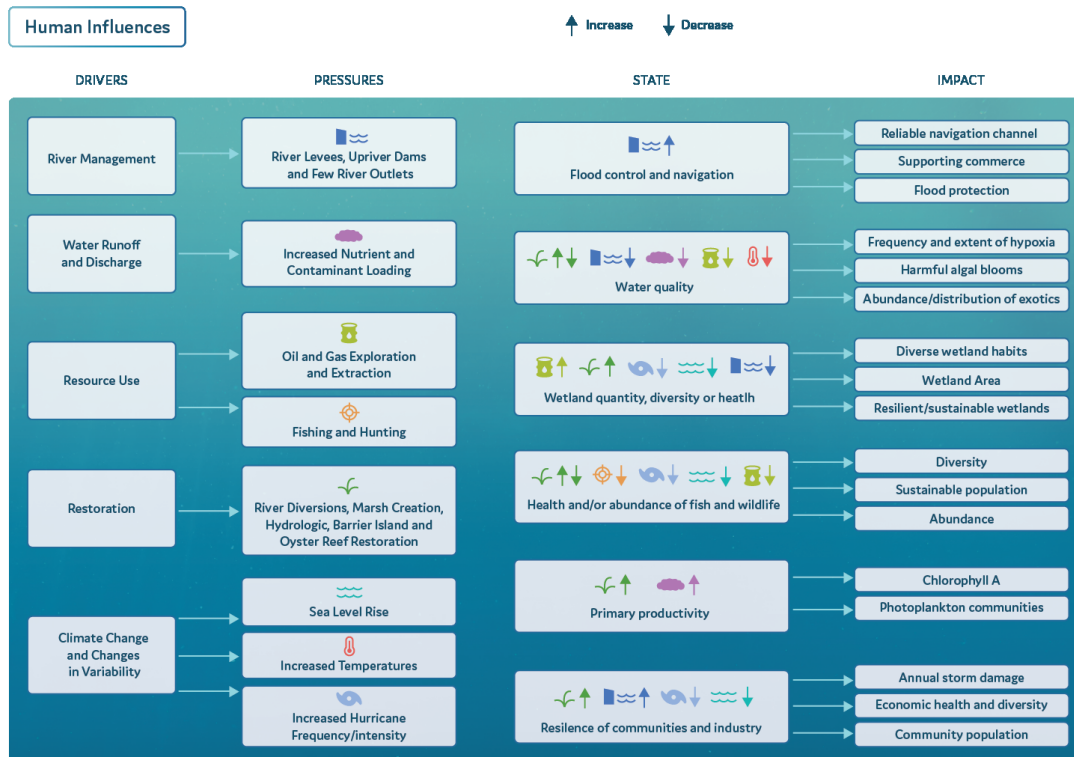 Human Influences
Increase
Decrease
DRIVERS
PRESSURES
STATE
IMPACT
River Management
River Levees, Upriver Dams
and Few River Outlets
Flood control and navigation
Reliable navigation channel
Supporting commerce
Flood protection
Water Runoff
and Discharge
Increased Nutrient and
Contaminant Loading
Water quality
Frequency and extent of hypoxia
Harmful algal blooms
Abundance/distribution of exotics
Resource Use
Oil and Gas Exploration
and Extraction
Fishing and Hunting
Wetland quantity, diversity or heatlh
Diverse wetland habits
Wetland Area
Resilient/sustainable wetlands
Restoration
River Diversions, Marsh Creation,
Hydrologic, Barrier Island and
Oyster Reef Restoration
Health and/or abundance of fish and wildlife
Diversity
Sustainable population
Abundance
Climate Change
and Changes
in Variability
Sea Level Rise
Increased Temperatures
Increased Hurricane
Frequency/intensity
Primary productivity
Chlorophyll A
Photoplankton communities
Resilence of communities and industry
Annual storm damage
Economic health and diversity
Community population